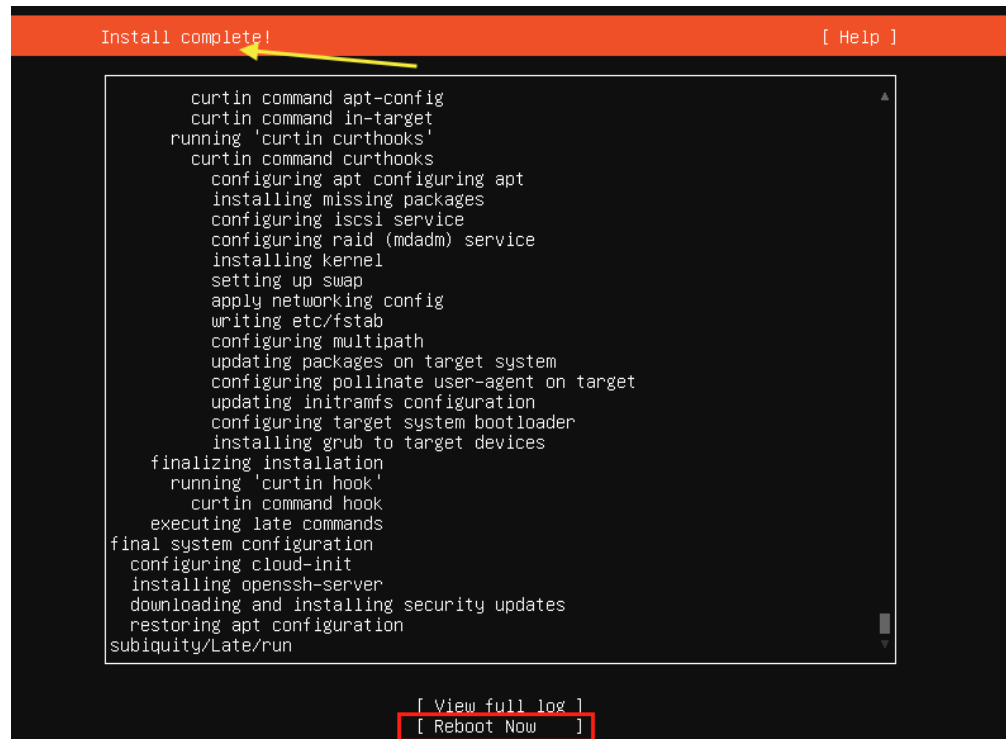 Install complete! [ Help ]
curtin command apt-config
curtin command in-target
running 'curtin curthooks'
curtin command curthooks
configuring apt configuring apt
installing missing packages
configuring iscsi service
configuring raid (mdadm) service
installing kernel
setting up swap
apply networking config
writing etc/fstab
configuring multipath
updating packages on target system
configuring pollinate user-agent on target
updating initramfs configuration
configuring target system bootloader
installing grub to target devices
finalizing installation
running 'curtin hook'
curtin command hook
executing late commands
final system configuration
configuring cloud-init
installing openssh-server
downloading and installing security updates
restoring apt configuration
subiquity/Late/run
[ View full log ]
[ Reboot Now ]